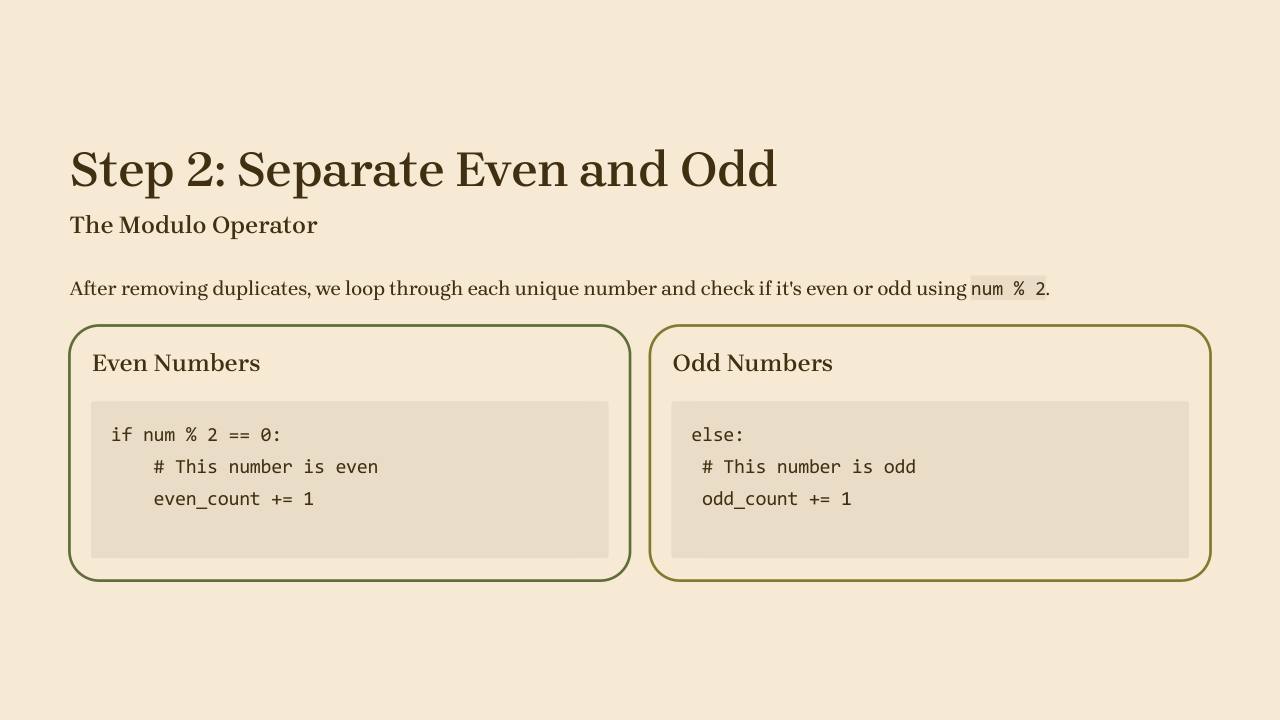 Step 2: Separate Even and Odd
The Modulo Operator
After removing duplicates, we loop through each unique number and check if it's even or odd using num % 2.
Even Numbers
if num % 2 == 0:
    # This number is even
    even_count += 1
Odd Numbers
else:
 # This number is odd
 odd_count += 1